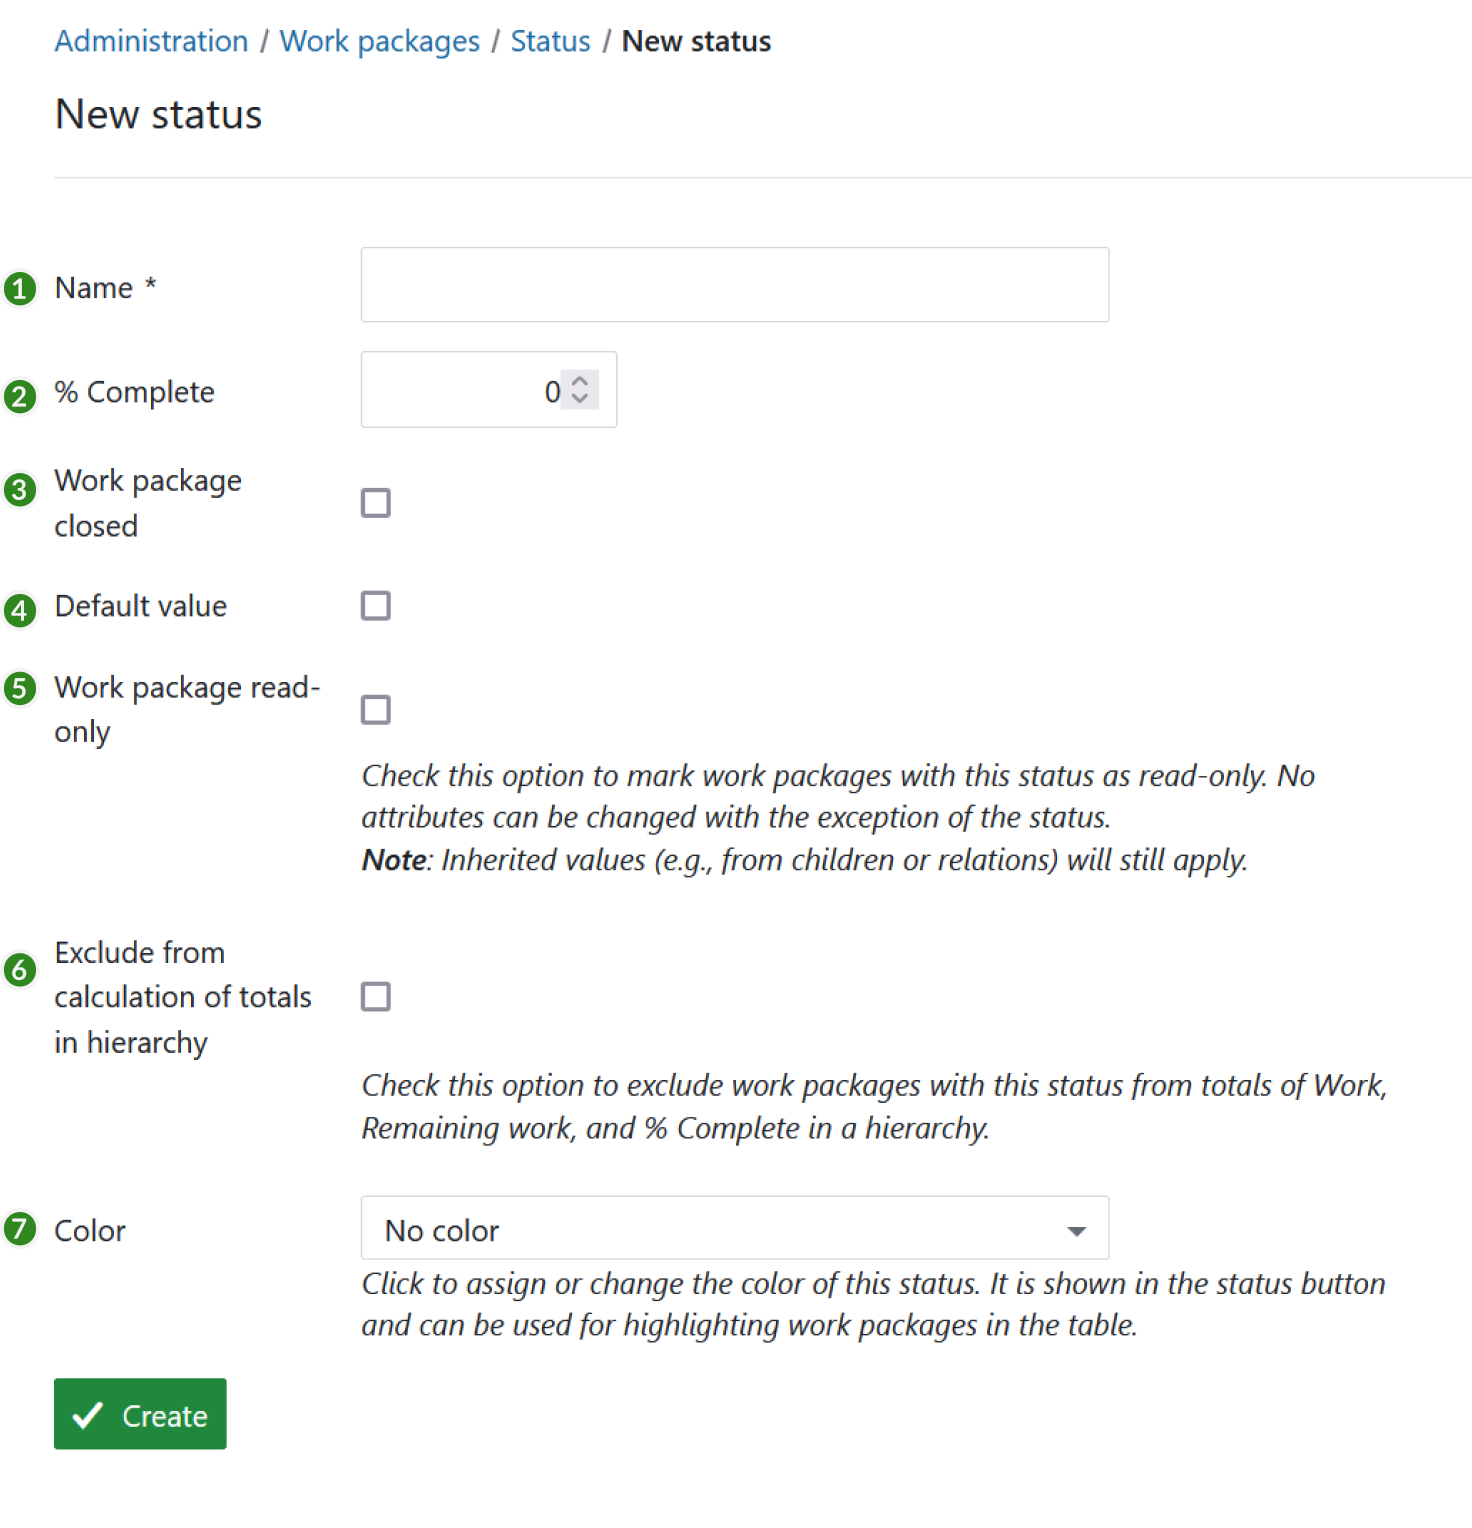 Administration / Work packages / Status / New status
New status
1 Name *
2 % Complete
0
3 Work package
closed
4 Default value
5 Work package read-
only
Check this option to mark work packages with this status as read-only. No
attributes can be changed with the exception of the status.
Note: Inherited values (e.g., from children or relations) will still apply.
6 Exclude from
calculation of totals
in hierarchy
Check this option to exclude work packages with this status from totals of Work,
Remaining work, and % Complete in a hierarchy.
7 Color
No color
Click to assign or change the color of this status. It is shown in the status button
and can be used for highlighting work packages in the table.
Create